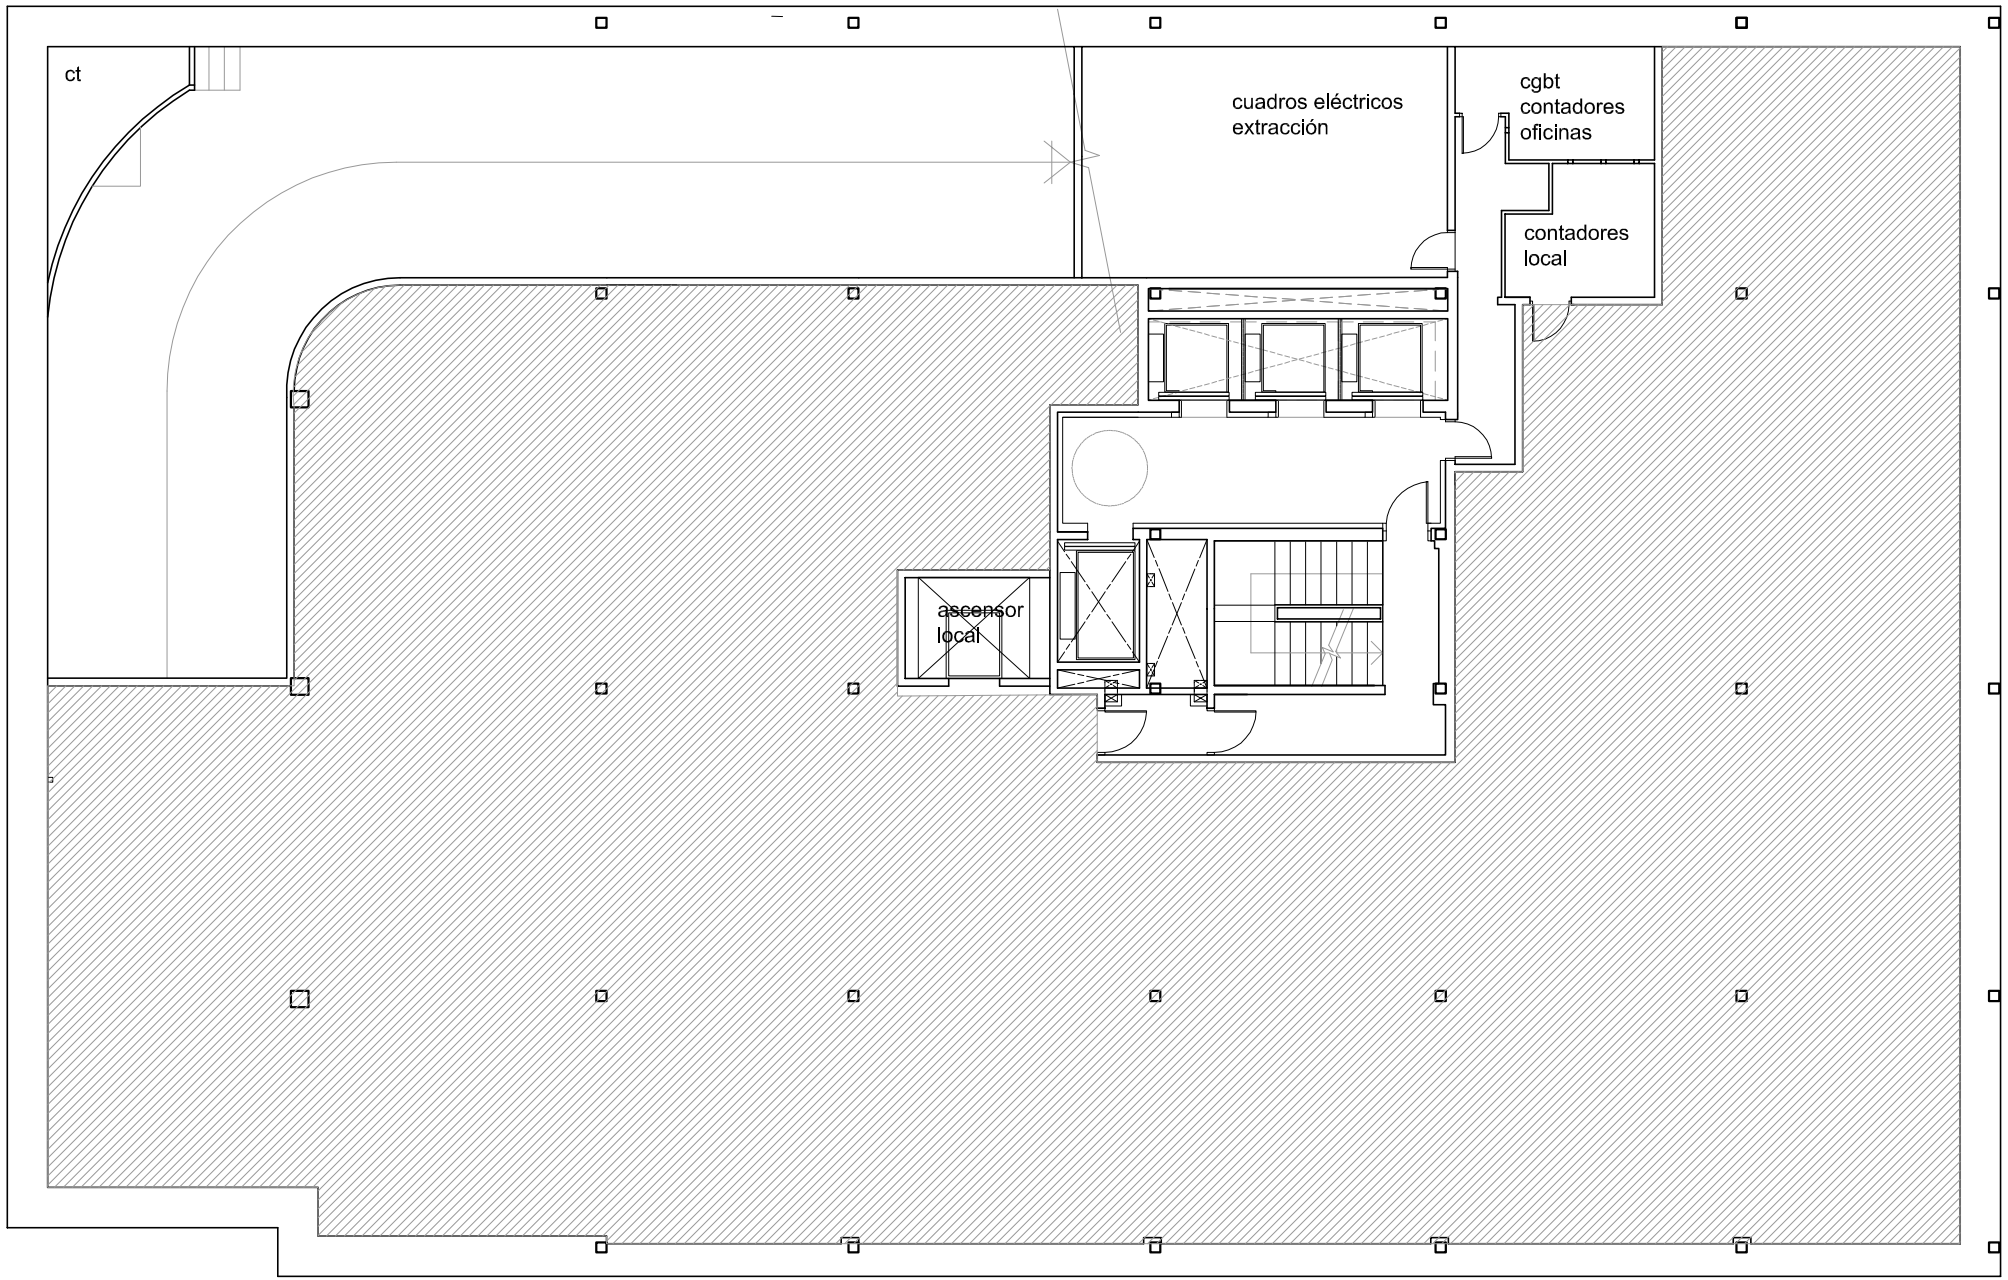 ct
cuadros eléctricos
extracción
cgbt
contadores
oficinas
contadores
local
ascensor
local